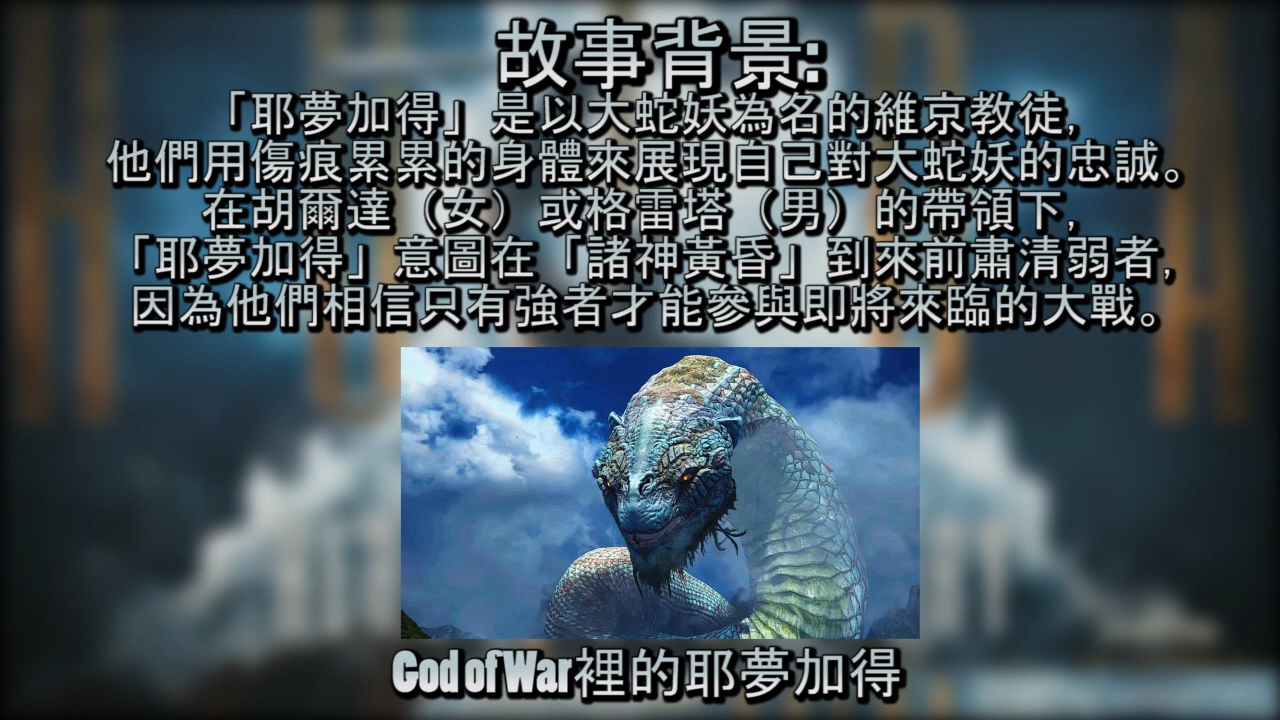 故事背景:
「耶夢加得」是以大蛇妖為名的維京教徒,
他們用傷痕累累的身體來展現自己對大蛇妖的忠誠。
在胡爾達（女）或格雷塔（男）的帶領下,
「耶夢加得」意圖在「諸神黃昏」到來前肅清弱者,
因為他們相信只有強者才能參與即將來臨的大戰。
God of War裡的耶夢加得